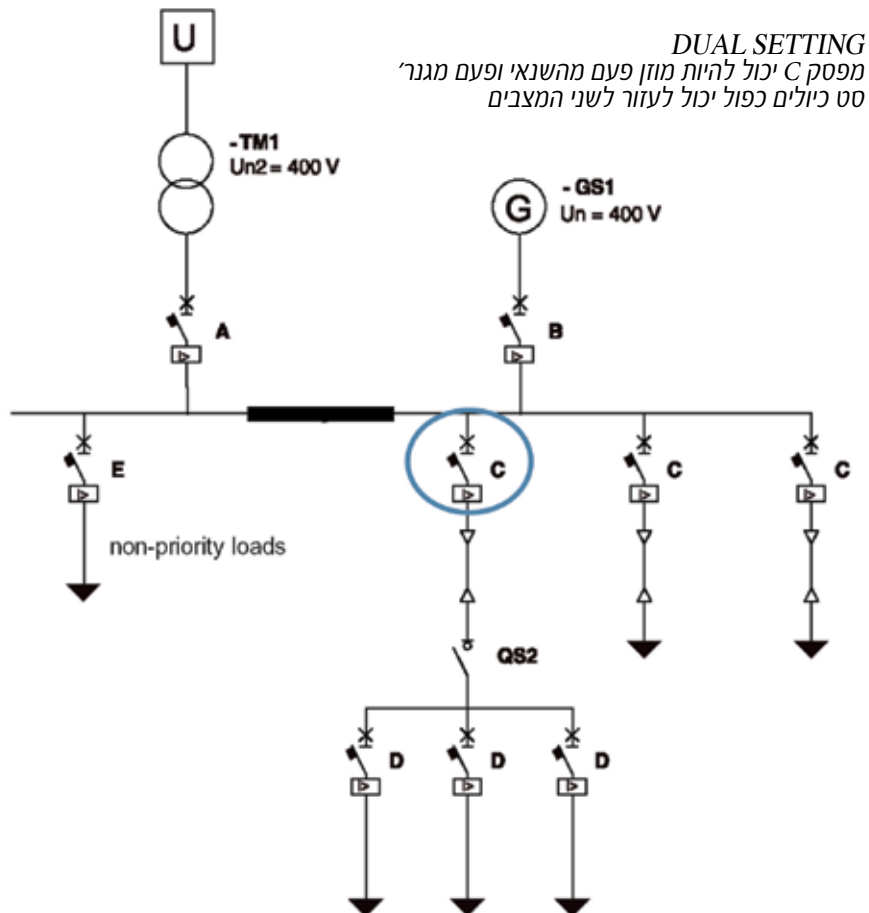 U
DUAL SETTING
מפסק C יכול להיות מוזן פעם מהשנאי ופעם מגנר׳
סט כיולים כפול יכול לעזור לשני המצבים
- TM1
Un2 = 400 V
G
- GS1
Un = 400 V
A
B
E
C
C
C
non-priority loads
QS2
D
D
D